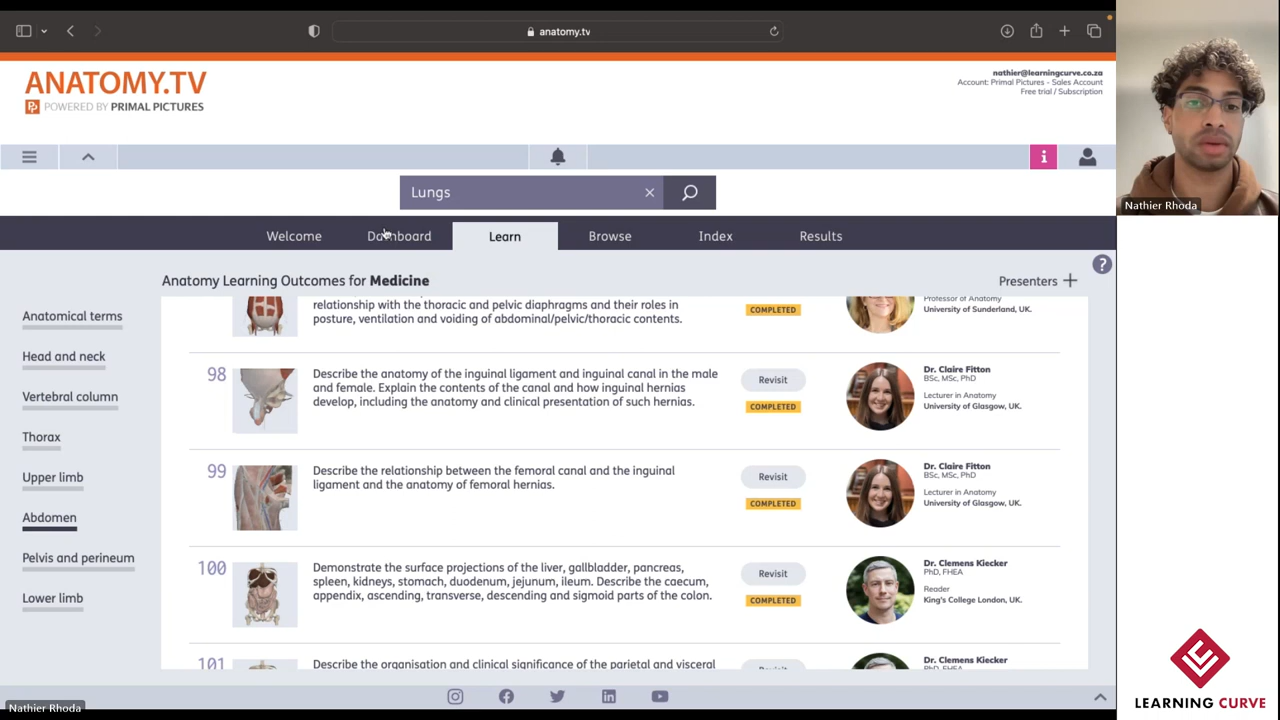 anatomy.tv
ANATOMY.TV
POWERED BY PRIMAL PICTURES
nathier@learningcurve.co.za
Account: Primal Pictures - Sales Account
Free trial / Subscription
Lungs
Welcome
Dashboard
Learn
Browse
Index
Results
Anatomy Learning Outcomes for Medicine
Presenters
Anatomical terms
Head and neck
Vertebral column
Thorax
Upper limb
Abdomen
Pelvis and perineum
Lower limb
relationship with the thoracic and pelvic diaphragms and their roles in
posture, ventilation and voiding of abdominal/pelvic/thoracic contents.
COMPLETED
Professor of Anatomy
University of Sunderland, UK.
98
Describe the anatomy of the inguinal ligament and inguinal canal in the male
and female. Explain the contents of the canal and how inguinal hernias
develop, including the anatomy and clinical presentation of such hernias.
Revisit
COMPLETED
Dr. Claire Fitton
BSc, MSc, PhD
Lecturer in Anatomy
University of Glasgow, UK.
99
Describe the relationship between the femoral canal and the inguinal
ligament and the anatomy of femoral hernias.
Revisit
COMPLETED
Dr. Claire Fitton
BSc, MSc, PhD
Lecturer in Anatomy
University of Glasgow, UK.
100
Demonstrate the surface projections of the liver, gallbladder, pancreas,
spleen, kidneys, stomach, duodenum, jejunum, ileum. Describe the caecum,
appendix, ascending, transverse, descending and sigmoid parts of the colon.
Revisit
COMPLETED
Dr. Clemens Kiecker
PhD, FHEA
Reader
King's College London, UK.
101
Describe the organisation and clinical significance of the parietal and visceral
Revisit
Dr. Clemens Kiecker
PhD, FHEA
Nathier Rhoda
Nathier Rhoda
LEARNING CURVE